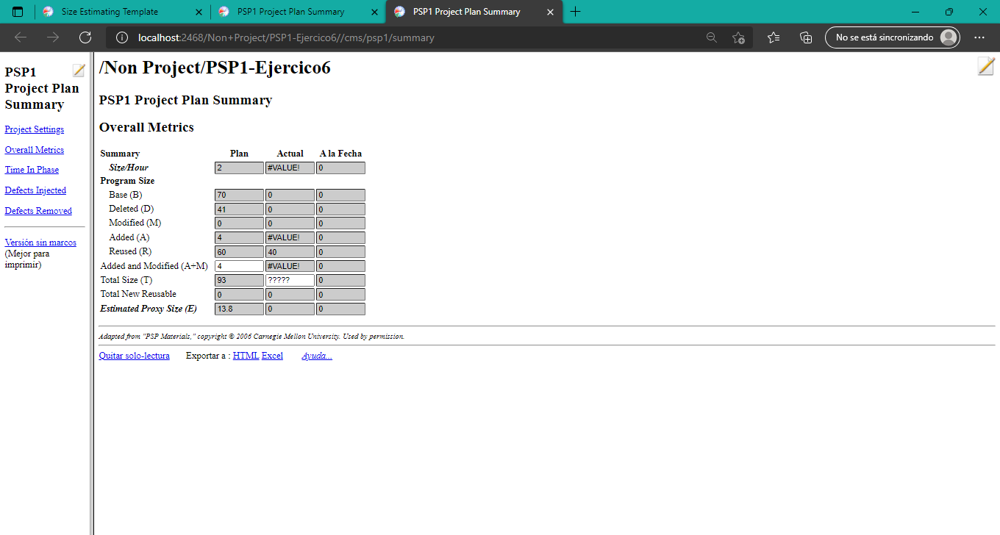 Size Estimating Template
PSP1 Project Plan Summary
PSP1 Project Plan Summary
localhost:2468/Non+Project/PSP1-Ejercico6//cms/psp1/summary
No se está sincronizando
PSP1
Project Plan
Summary
Project Settings
Overall Metrics
Time In Phase
Defects Injected
Defects Removed
Versión sin marcos
(Mejor para
imprimir)
/Non Project/PSP1-Ejercico6
PSP1 Project Plan Summary
Overall Metrics
Summary Plan Actual A la Fecha
Size/Hour 2 #VALUE! 0
Program Size
Base (B) 70 0 0
Deleted (D) 41 0 0
Modified (M) 0 0 0
Added (A) 4 #VALUE! 0
Reused (R) 60 40 0
Added and Modified (A+M) 4 #VALUE! 0
Total Size (T) 93 ????? 0
Total New Reusable 0 0 0
Estimated Proxy Size (E) 13.8 0 0
Adapted from "PSP Materials," copyright © 2006 Carnegie Mellon University. Used by permission.
Quitar solo-lectura Exportar a : HTML Excel Ayuda...